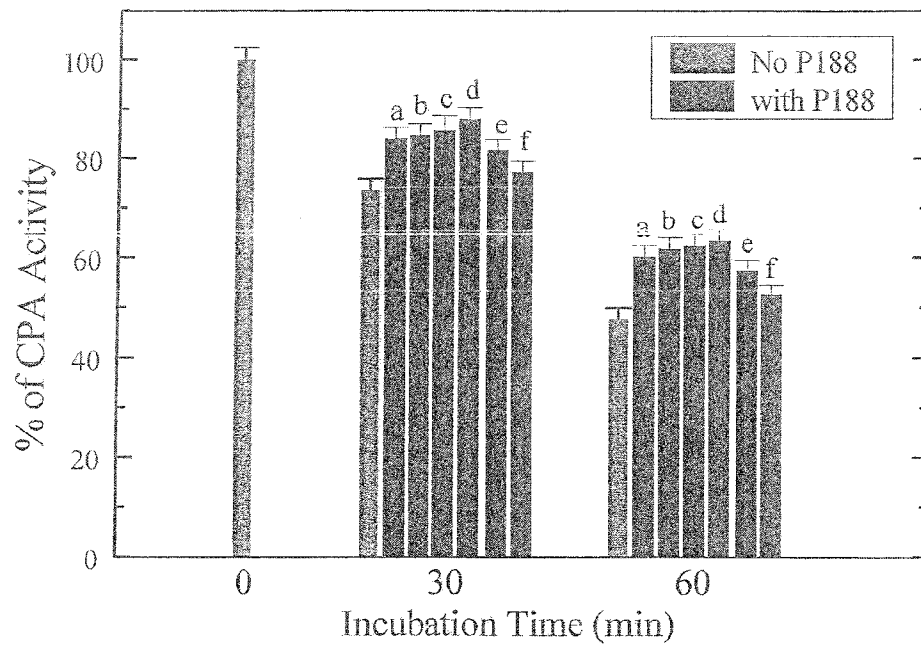 % of CPA Activity
100
80
60
40
20
0
No P188
with P188
a b c d e f
a b c d e f
0 30 60
Incubation Time (min)